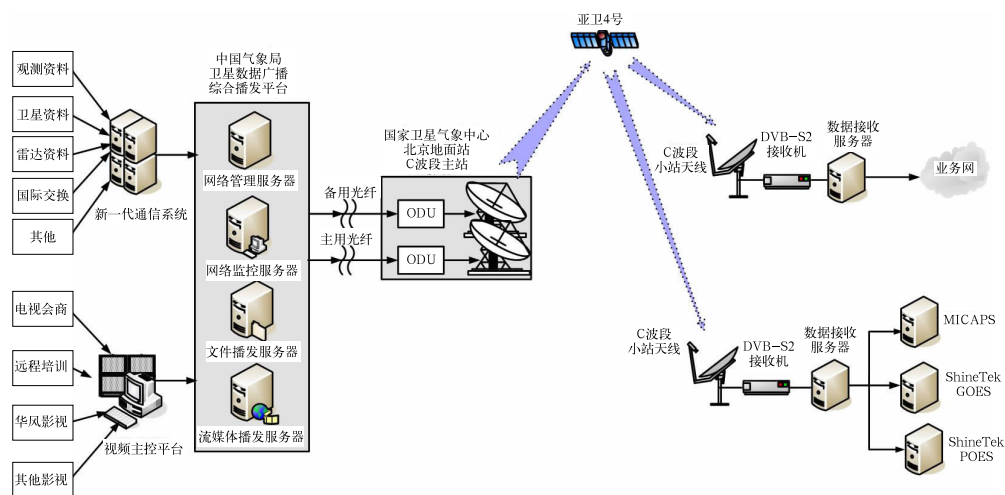 观测资料
卫星资料
雷达资料
国际交换
其他
新一代通信系统
电视会商
远程培训
华风影视
其他影视
视频主控平台
中国气象局
卫星数据广播
综合播发平台
网络管理服务器
网络监控服务器
文件播发服务器
流媒体播发服务器
备用光纤
主用光纤
国家卫星气象中心
北京地面站
C波段主站
ODU
ODU
亚卫4号
C波段
小站天线
DVB-S2
接收机
数据接收
服务器
业务网
C波段
小站天线
DVB-S2
接收机
数据接收
服务器
MICAPS
ShineTek
GOES
ShineTek
POES